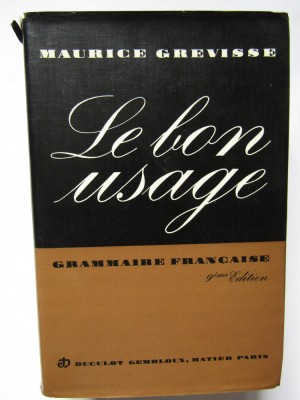 MAURICE GREVISSE
Le bon
usage
GRAMMAIRE FRANÇAISE
9ème Edition
DUCULOT GEMBLOUX, HATIER PARIS